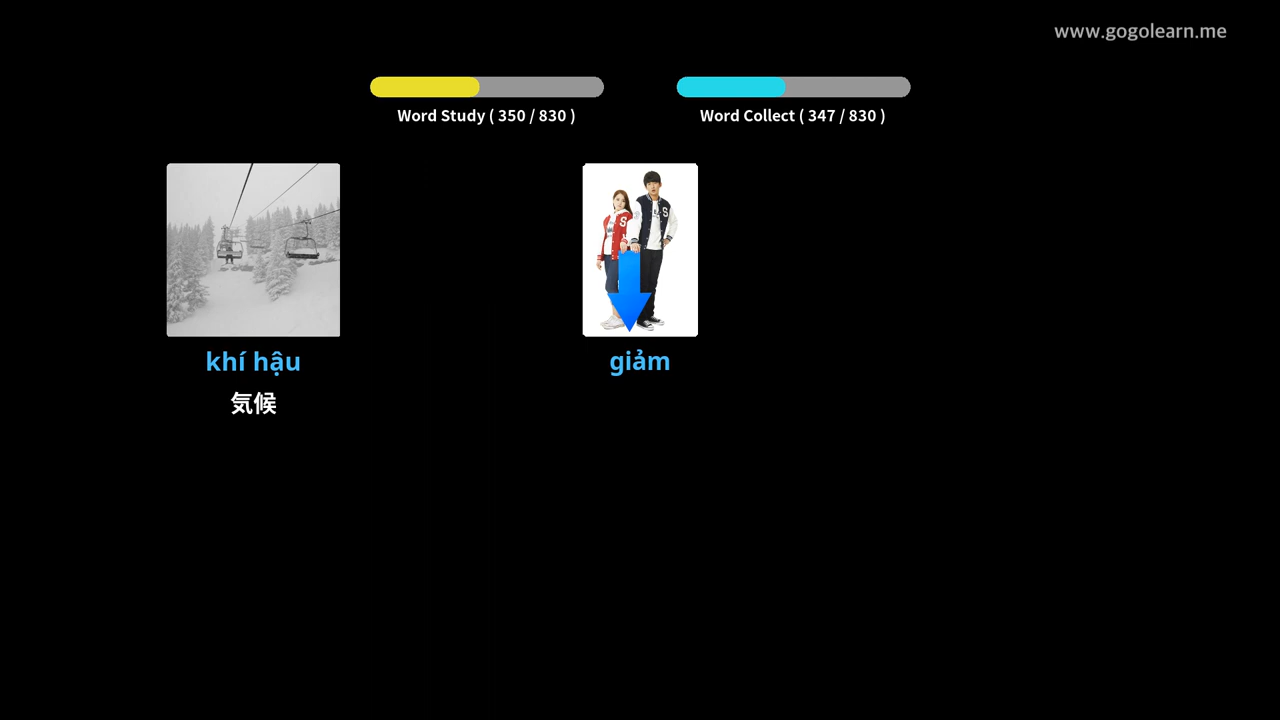 www.gogolearn.me
Word Study ( 350 / 830 )
Word Collect ( 347 / 830 )
S
S
khí hậu
giảm
気候